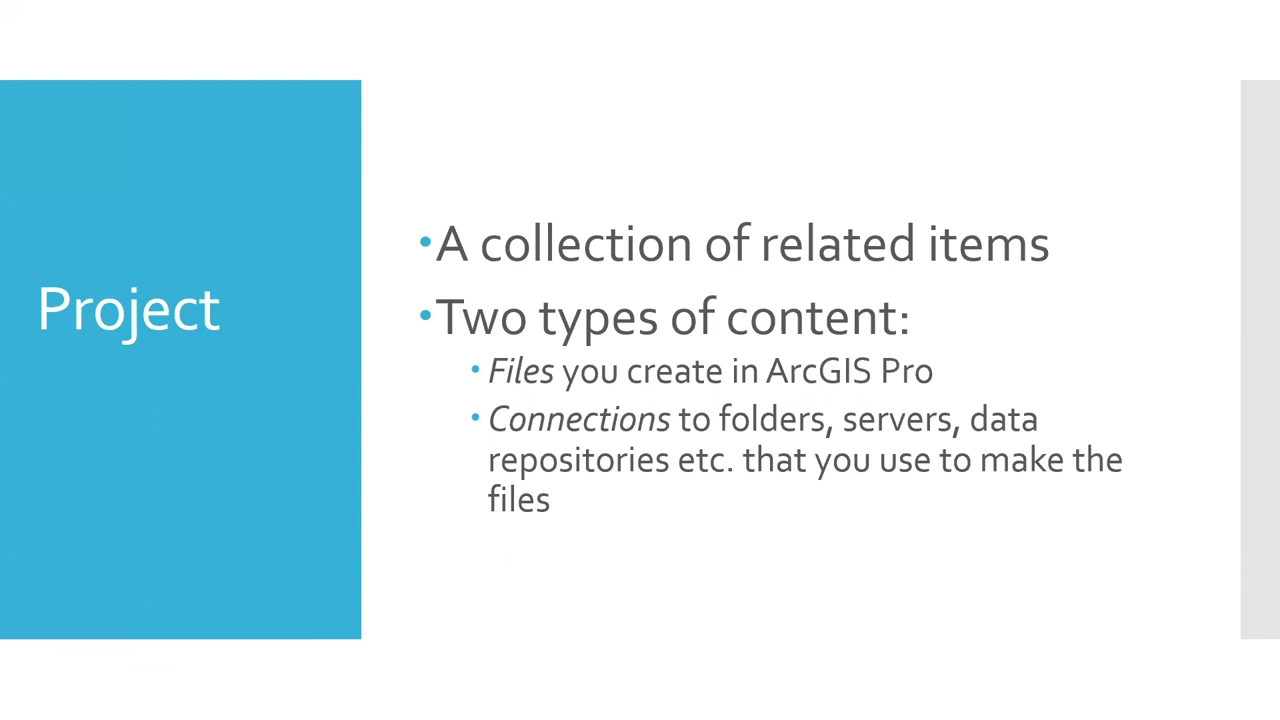 Project
•A collection of related items
•Two types of content:
• Files you create in ArcGIS Pro
• Connections to folders, servers, data
repositories etc. that you use to make the
files